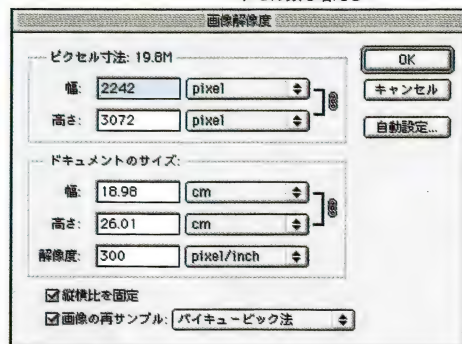 画像解像度
ピクセル寸法: 19.8M
幅: 2242 pixel
高さ: 3072 pixel
OK
キャンセル
自動設定...
ドキュメントのサイズ:
幅: 18.98 cm
高さ: 26.01 cm
解像度: 300 pixel/inch
縦横比を固定
画像の再サンプル: バイキュービック法